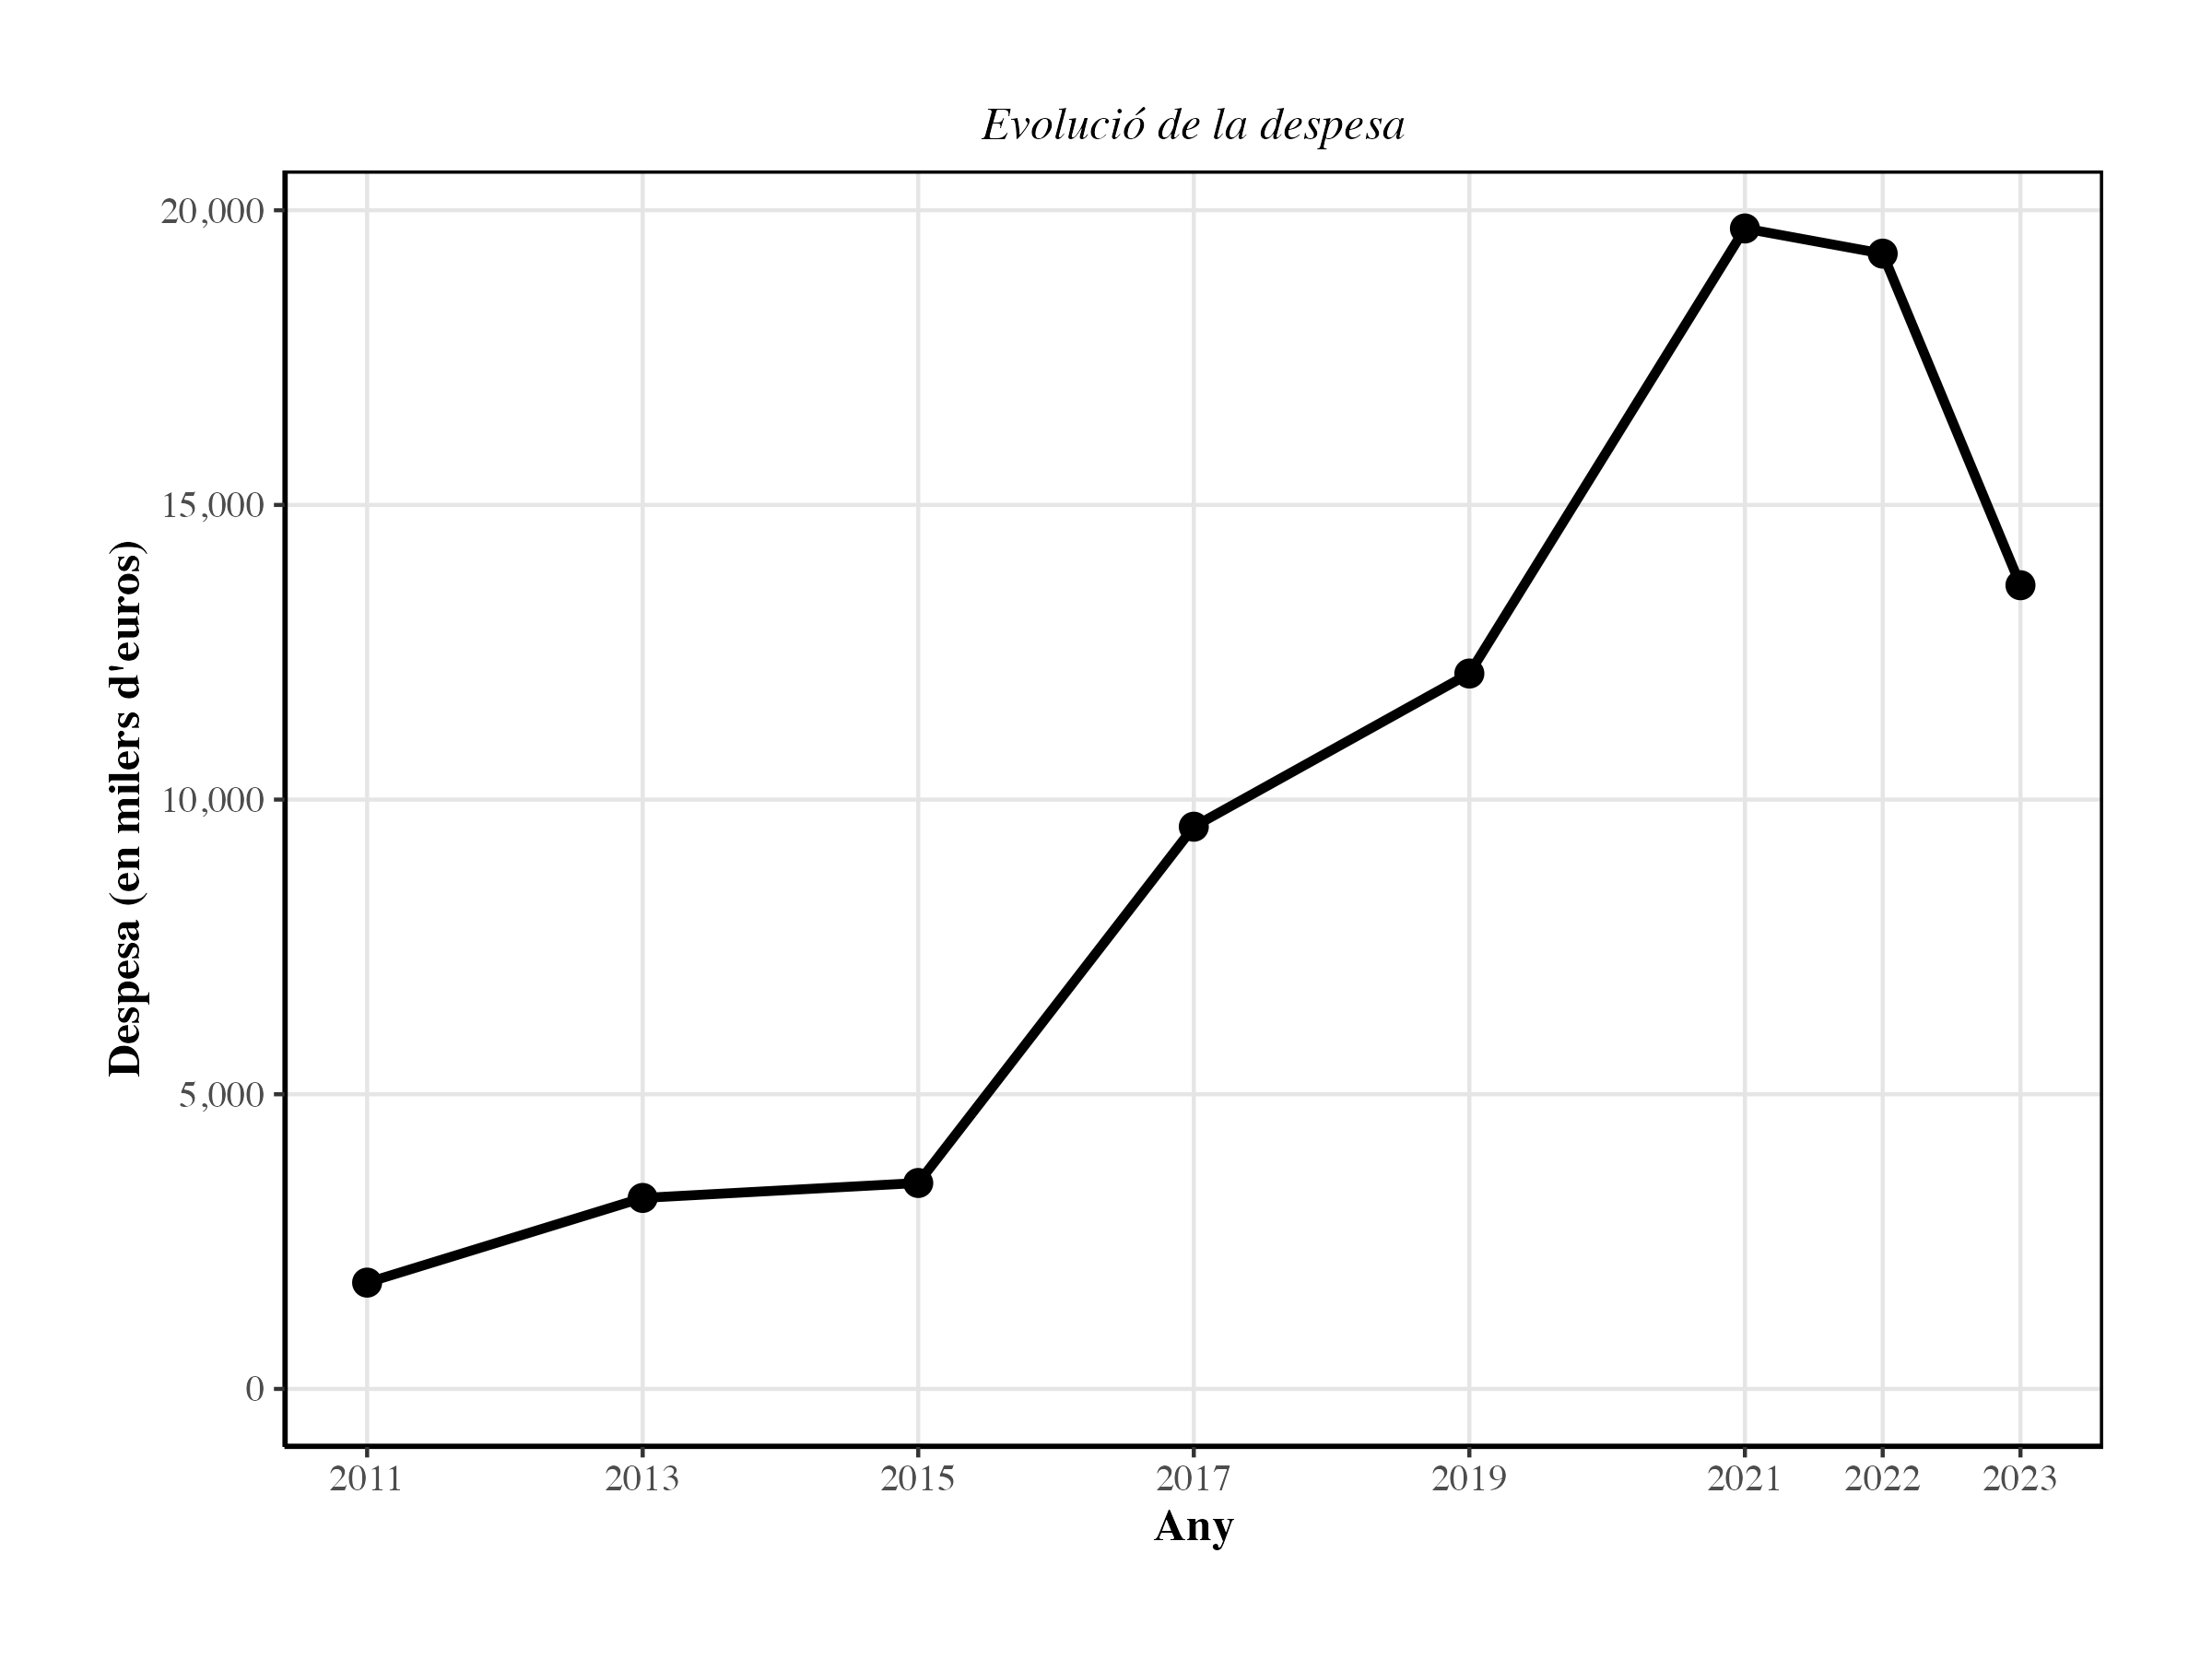 Evolució de la despesa
20,000
15,000
10,000
5,000
0
Despesa (en milers d'euros)
2011 2013 2015 2017 2019 2021 2022 2023
Any